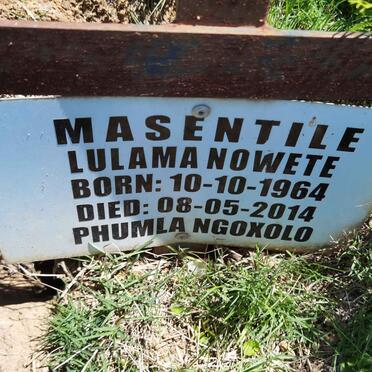 MASENTILE
LULAMA NOWETE
BORN: 10-10-1964
DIED: 08-05-2014
PHUMLA NGOXOLO